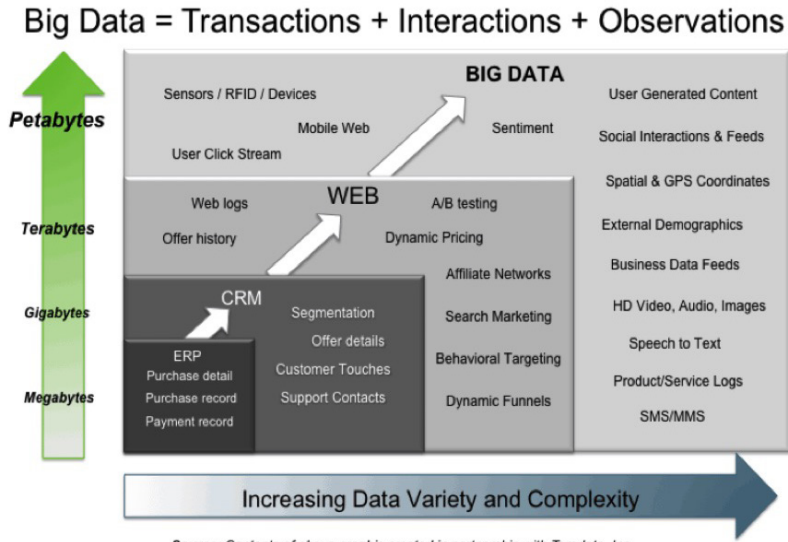 Big Data = Transactions + Interactions + Observations
Petabytes
Terabytes
Gigabytes
Megabytes
BIG DATA
Sensors / RFID / Devices
Mobile Web
Sentiment
User Click Stream
User Generated Content
Social Interactions & Feeds
Spatial & GPS Coordinates
External Demographics
Business Data Feeds
HD Video, Audio, Images
Speech to Text
Product/Service Logs
SMS/MMS
WEB
Web logs
A/B testing
Offer history
Dynamic Pricing
Affiliate Networks
Search Marketing
Behavioral Targeting
Dynamic Funnels
CRM
Segmentation
Offer details
Customer Touches
Support Contacts
ERP
Purchase detail
Purchase record
Payment record
Increasing Data Variety and Complexity